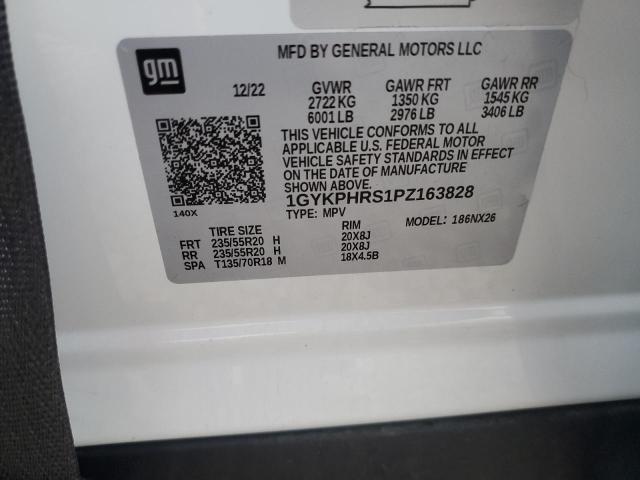 MFD BY GENERAL MOTORS LLC
gm
12/22 GVWR GAWR FRT GAWR RR
2722 KG 1350 KG 1545 KG
6001 LB 2976 LB 3406 LB
THIS VEHICLE CONFORMS TO ALL
APPLICABLE U.S. FEDERAL MOTOR
VEHICLE SAFETY STANDARDS IN EFFECT
ON THE DATE OF MANUFACTURE
SHOWN ABOVE.
1GYKPHRS1PZ163828
140X TYPE: MPV MODEL: 186NX26
TIRE SIZE RIM
FRT 235/55R20 H 20X8J
RR 235/55R20 H 20X8J
SPA T135/70R18 M 18X4.5B